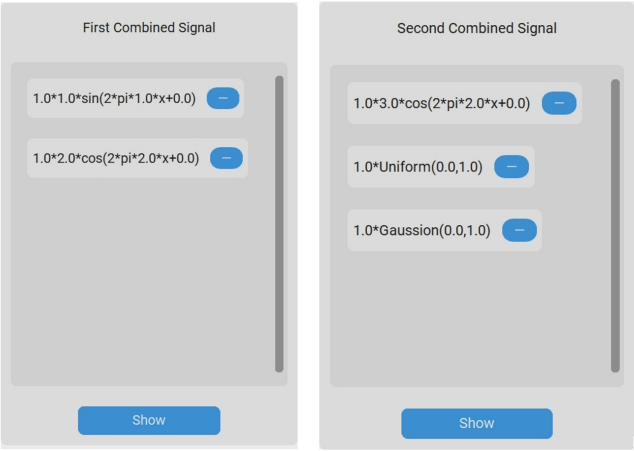 First Combined Signal
1.0*1.0*sin(2*pi*1.0*x+0.0) –
1.0*2.0*cos(2*pi*2.0*x+0.0) –
Show
Second Combined Signal
1.0*3.0*cos(2*pi*2.0*x+0.0) –
1.0*Uniform(0.0,1.0) –
1.0*Gaussion(0.0,1.0) –
Show